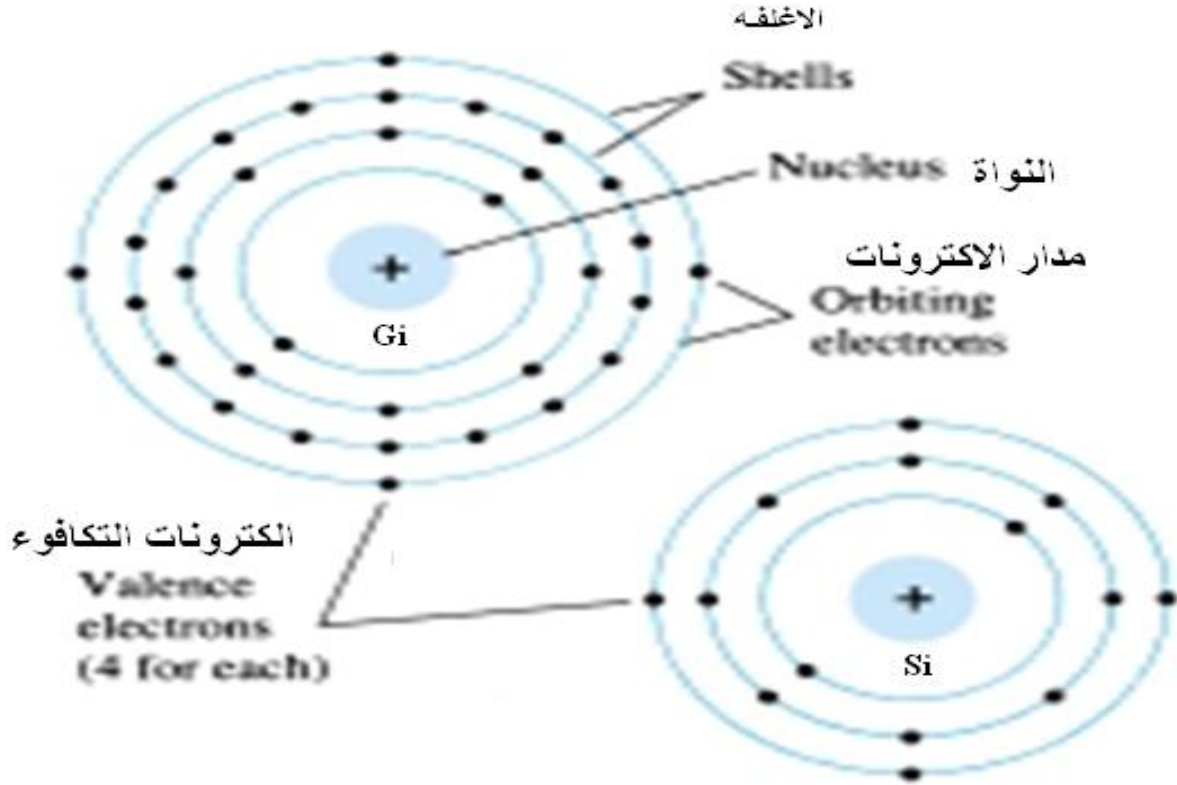 الاغلفه
Shells
Nucleus النواة
مدار الاكترونات
Orbiting
electrons
+
Gi
الكترونات التكافوء
Valence
electrons
(4 for each)
+
Si